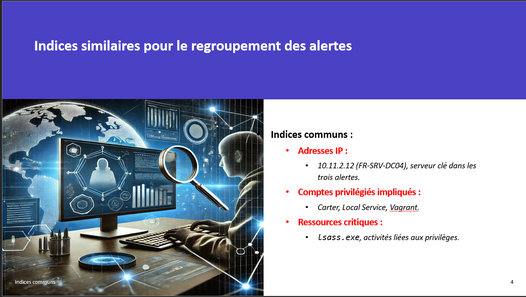 Indices similaires pour le regroupement des alertes
Indices communs :
• Adresses IP :
• 10.11.2.12 (FR-SRV-DC04), serveur clé dans les
trois alertes.
• Comptes privilégiés impliqués :
• Carter, Local Service, Vagrant.
• Ressources critiques :
• Lsass.exe, activités liées aux privilèges.
Indices communs
4